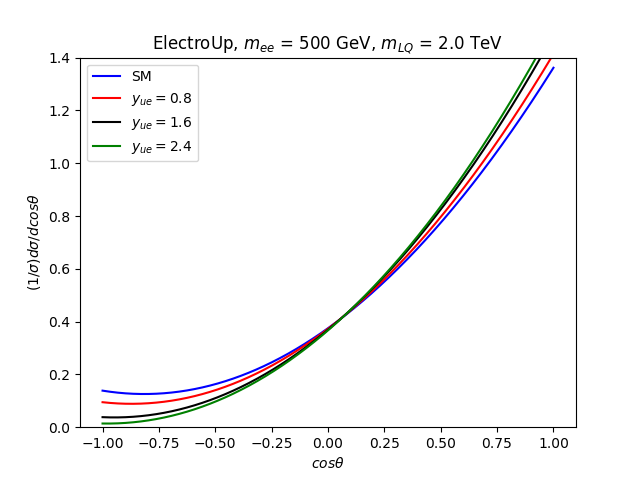 ElectroUp, m_ee = 500 GeV, m_LQ = 2.0 TeV
SM
y_ue = 0.8
y_ue = 1.6
y_ue = 2.4
(1/σ)dσ/dcosθ
1.4
1.2
1.0
0.8
0.6
0.4
0.2
0.0
−1.00 −0.75 −0.50 −0.25 0.00 0.25 0.50 0.75 1.00
cosθ